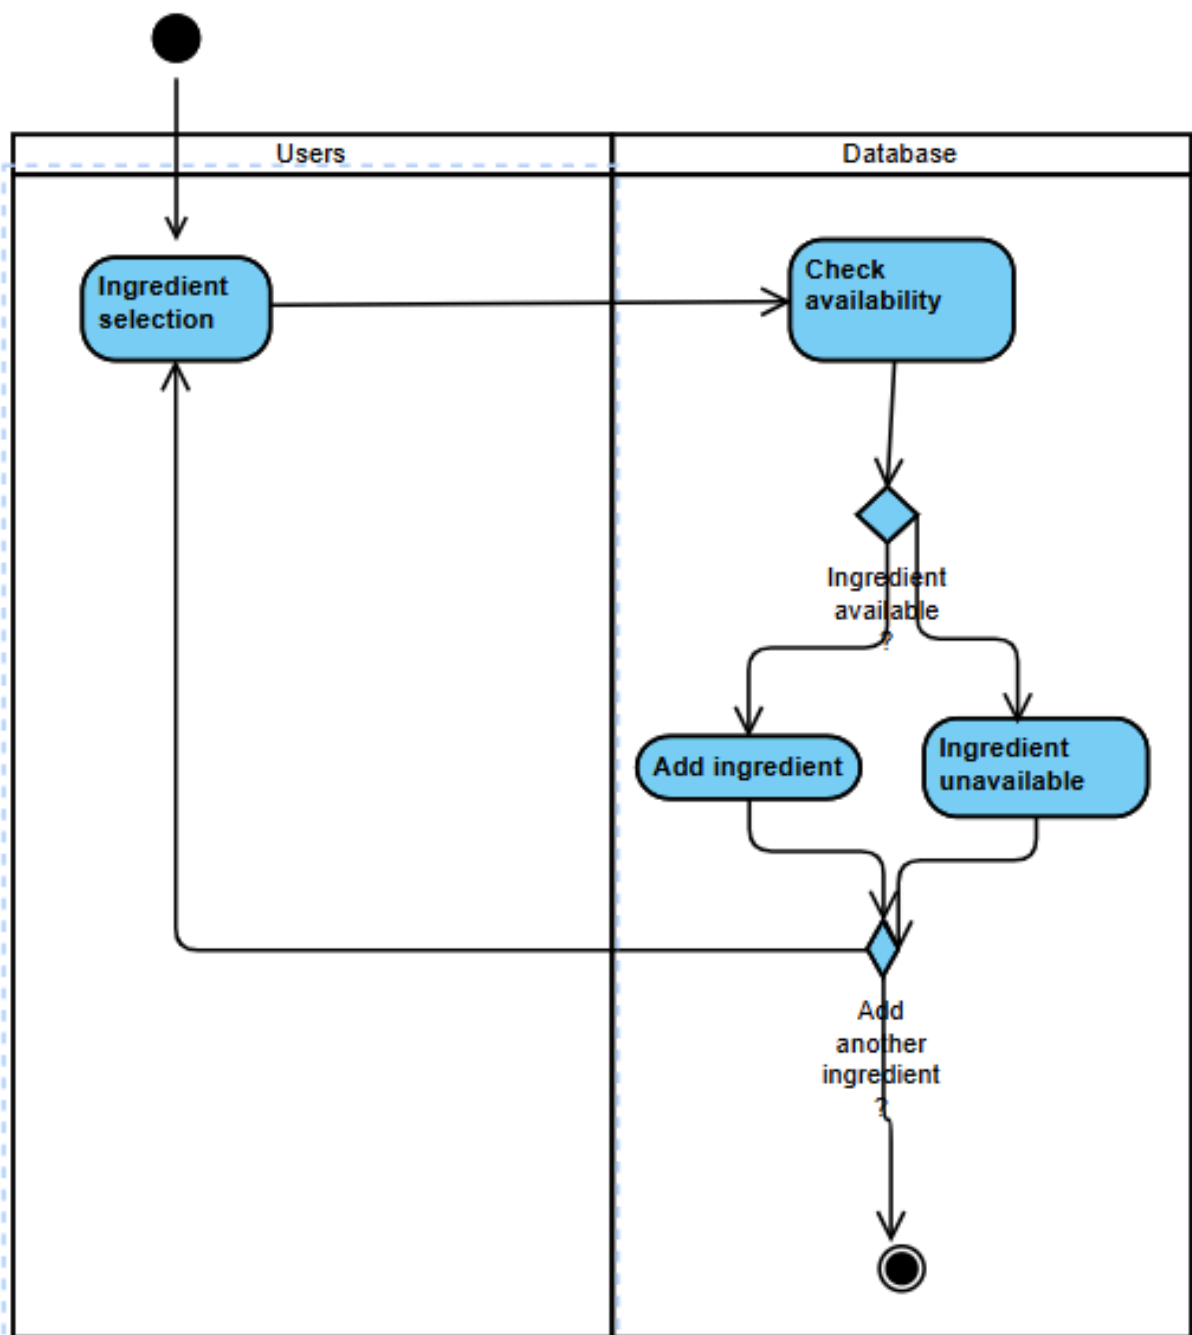 Users
Database
Ingredient
selection
Check
availability
Ingredient
available
?
Add ingredient
Ingredient
unavailable
Add
another
ingredient
?